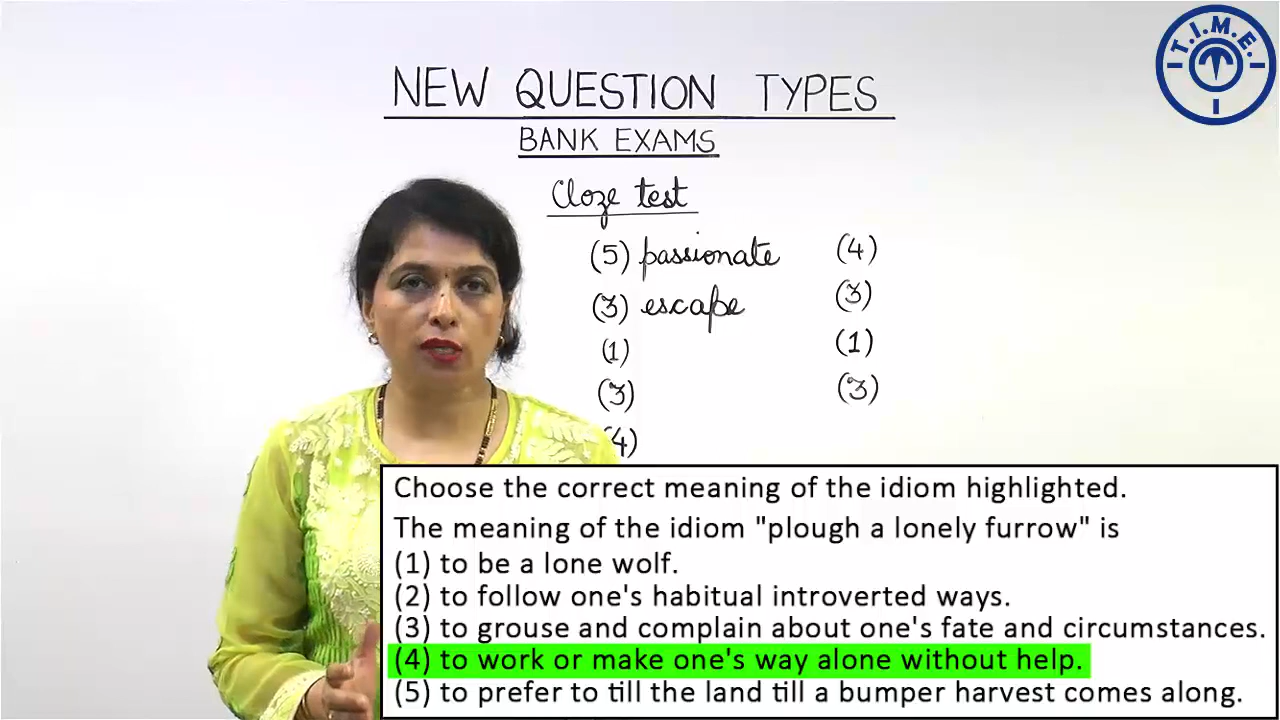 T.I.M.E.
NEW QUESTION TYPES
BANK EXAMS
Cloze test
(5) passionate (4)
(3) escape (3)
(1) (1)
(3) (3)
(4)
Choose the correct meaning of the idiom highlighted.
The meaning of the idiom "plough a lonely furrow" is
(1) to be a lone wolf.
(2) to follow one's habitual introverted ways.
(3) to grouse and complain about one's fate and circumstances.
(4) to work or make one's way alone without help.
(5) to prefer to till the land till a bumper harvest comes along.